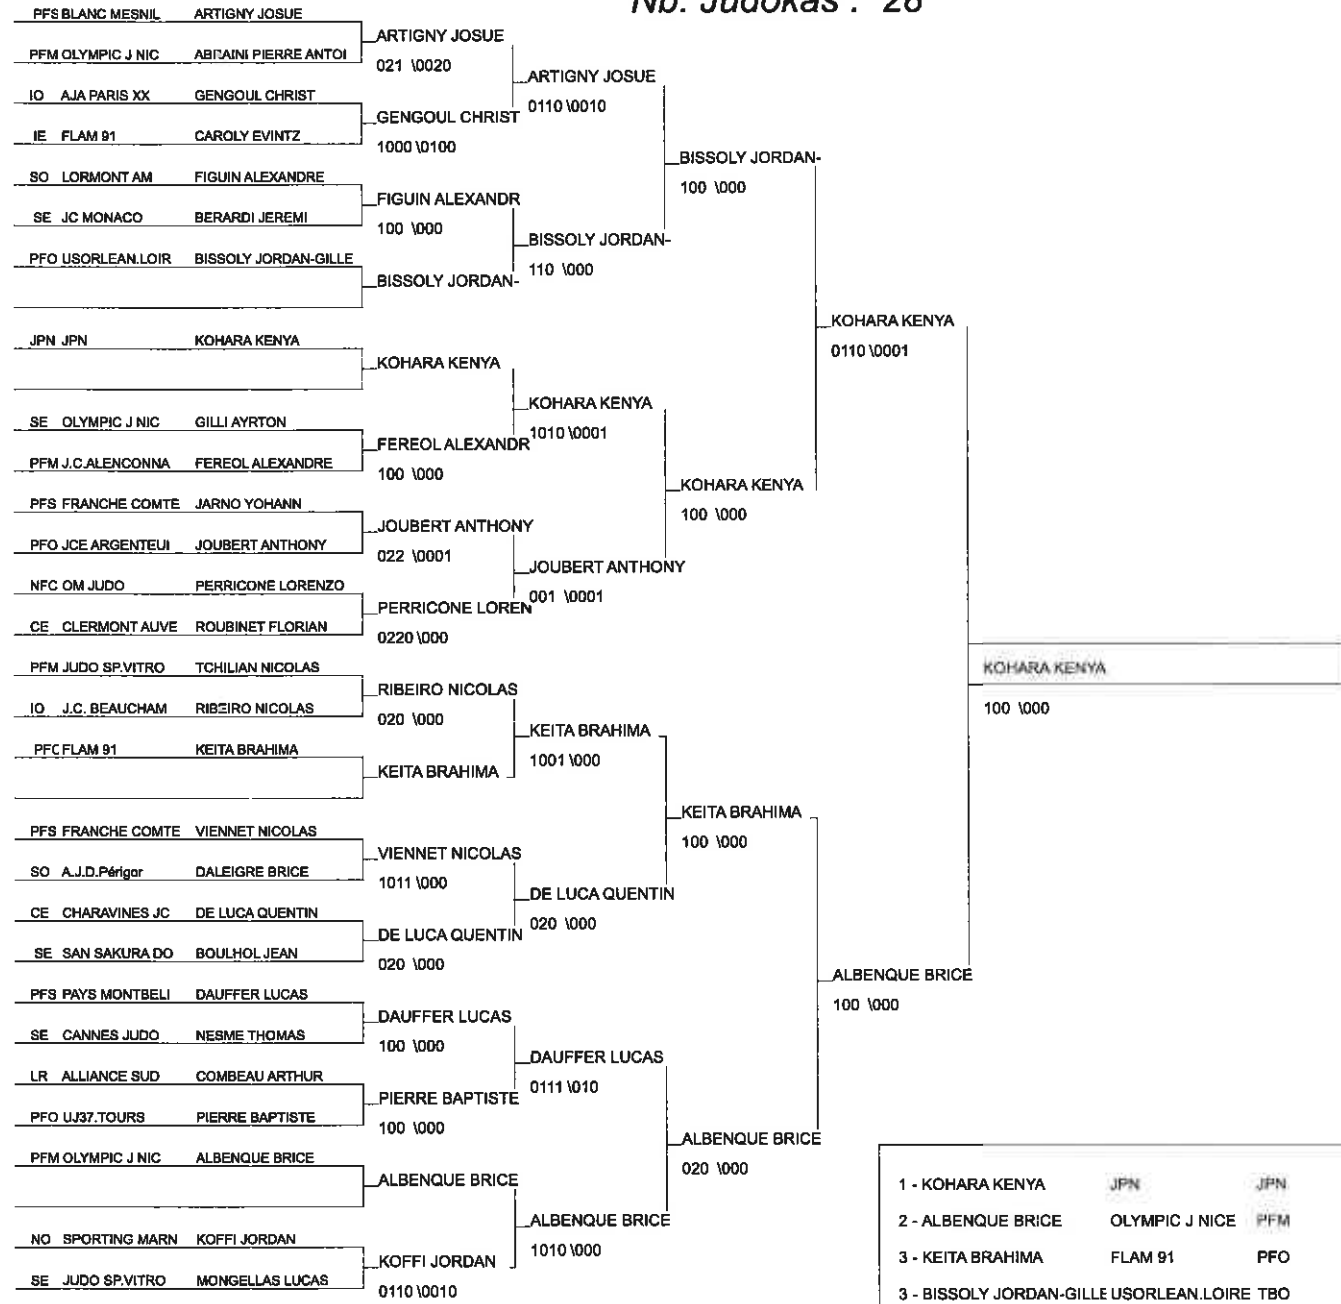 Nb. Judokas : 28
PFS BLANC MESNIL ARTIGNY JOSUE
ARTIGNY JOSUE
PFM OLYMPIC J NIC ABRAINI PIERRE ANTOI
021 \0020
ARTIGNY JOSUE
0110 \0010
IO AJA PARIS XX GENGOUL CHRIST
GENGOUL CHRIST
IE FLAM 91 CAROLY EVINTZ
1000 \0100
BISSOLY JORDAN-
100 \000
SO LORMONT AM FIGUIN ALEXANDRE
FIGUIN ALEXANDR
SE JC MONACO BERARDI JEREMI
100 \000
BISSOLY JORDAN-
110 \000
PFO USORLEAN.LOIR BISSOLY JORDAN-GILLE
BISSOLY JORDAN-
KOHARA KENYA
0110 \0001
JPN JPN KOHARA KENYA
KOHARA KENYA
KOHARA KENYA
1010 \0001
SE OLYMPIC J NIC GILLI AYRTON
FEREOL ALEXANDR
PFM J.C.ALENCONNA FEREOL ALEXANDRE
100 \000
KOHARA KENYA
100 \000
PFS FRANCHE COMTE JARNO YOHANN
JOUBERT ANTHONY
PFO JCE ARGENTEUI JOUBERT ANTHONY
022 \0001
JOUBERT ANTHONY
001 \0001
NFC OM JUDO PERRICONE LORENZO
PERRICONE LOREN
CE CLERMONT AUVE ROUBINET FLORIAN
0220 \000
KOHARA KENYA
100 \000
PFM JUDO SP.VITRO TCHILIAN NICOLAS
RIBEIRO NICOLAS
IO J.C. BEAUCHAM RIBEIRO NICOLAS
020 \000
KEITA BRAHIMA
1001 \000
PFC FLAM 91 KEITA BRAHIMA
KEITA BRAHIMA
KEITA BRAHIMA
100 \000
PFS FRANCHE COMTE VIENNET NICOLAS
VIENNET NICOLAS
SO A.J.D.Périgor DALEIGRE BRICE
1011 \000
DE LUCA QUENTIN
020 \000
CE CHARAVINES JC DE LUCA QUENTIN
DE LUCA QUENTIN
SE SAN SAKURA DO BOULHOL JEAN
020 \000
ALBENQUE BRICE
100 \000
PFS PAYS MONTBELI DAUFFER LUCAS
DAUFFER LUCAS
SE CANNES JUDO NESME THOMAS
100 \000
DAUFFER LUCAS
0111 \010
LR ALLIANCE SUD COMBEAU ARTHUR
PIERRE BAPTISTE
PFO UJ37.TOURS PIERRE BAPTISTE
100 \000
ALBENQUE BRICE
020 \000
PFM OLYMPIC J NIC ALBENQUE BRICE
ALBENQUE BRICE
ALBENQUE BRICE
1010 \000
NO SPORTING MARN KOFFI JORDAN
KOFFI JORDAN
SE JUDO SP.VITRO MONGELLAS LUCAS
0110 \0010
1 - KOHARA KENYA JPN JPN
2 - ALBENQUE BRICE OLYMPIC J NICE PFM
3 - KEITA BRAHIMA FLAM 91 PFO
3 - BISSOLY JORDAN-GILLE USORLEAN.LOIRE TBO